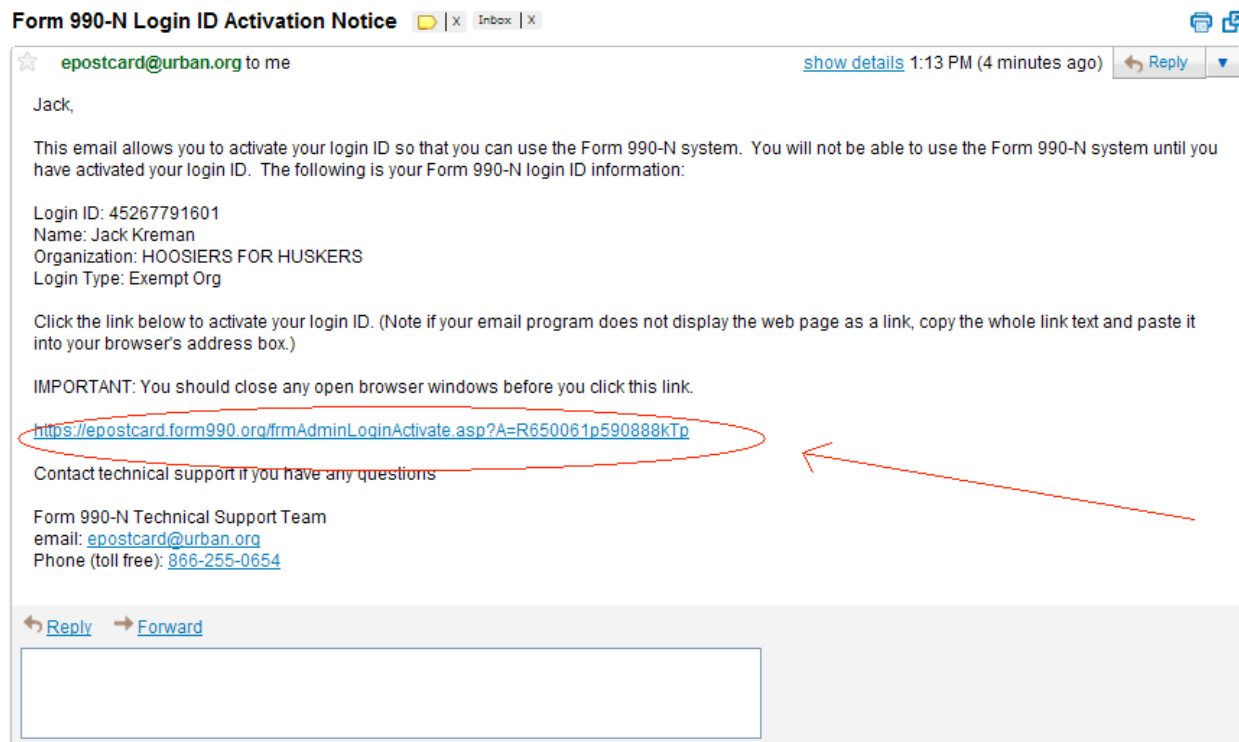 Form 990-N Login ID Activation Notice X Inbox X
epostcard@urban.org to me show details 1:13 PM (4 minutes ago) Reply
Jack,
This email allows you to activate your login ID so that you can use the Form 990-N system. You will not be able to use the Form 990-N system until you
have activated your login ID. The following is your Form 990-N login ID information:
Login ID: 45267791601
Name: Jack Kreman
Organization: HOOSIERS FOR HUSKERS
Login Type: Exempt Org
Click the link below to activate your login ID. (Note if your email program does not display the web page as a link, copy the whole link text and paste it
into your browser's address box.)
IMPORTANT: You should close any open browser windows before you click this link.
https://epostcard.form990.org/frmAdminLoginActivate.asp?A=R650061p590888kTp
Contact technical support if you have any questions
Form 990-N Technical Support Team
email: epostcard@urban.org
Phone (toll free): 866-255-0654
Reply Forward